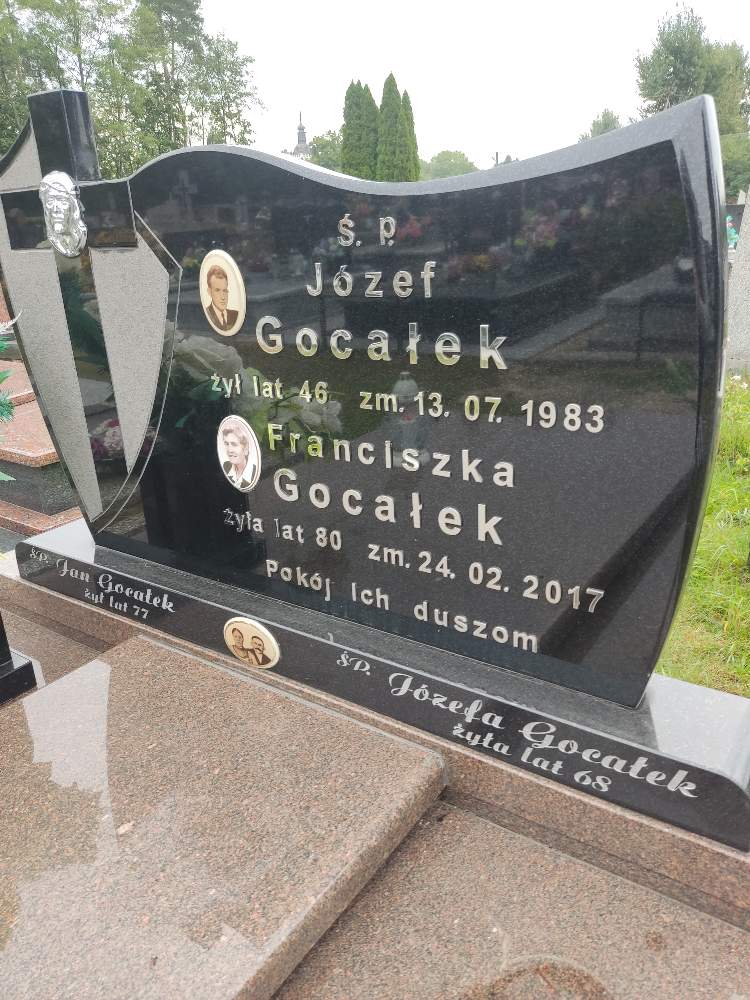 Ś. P.
Józef
Gocałek
żył lat 46 zm. 13. 07. 1983
Franciszka
Gocałek
żyła lat 80 zm. 24. 02. 2017
Pokój Ich duszom
ŚP. Jan Gocałek
żył lat 77
ŚP. Józefa Gocałek
żyła lat 68